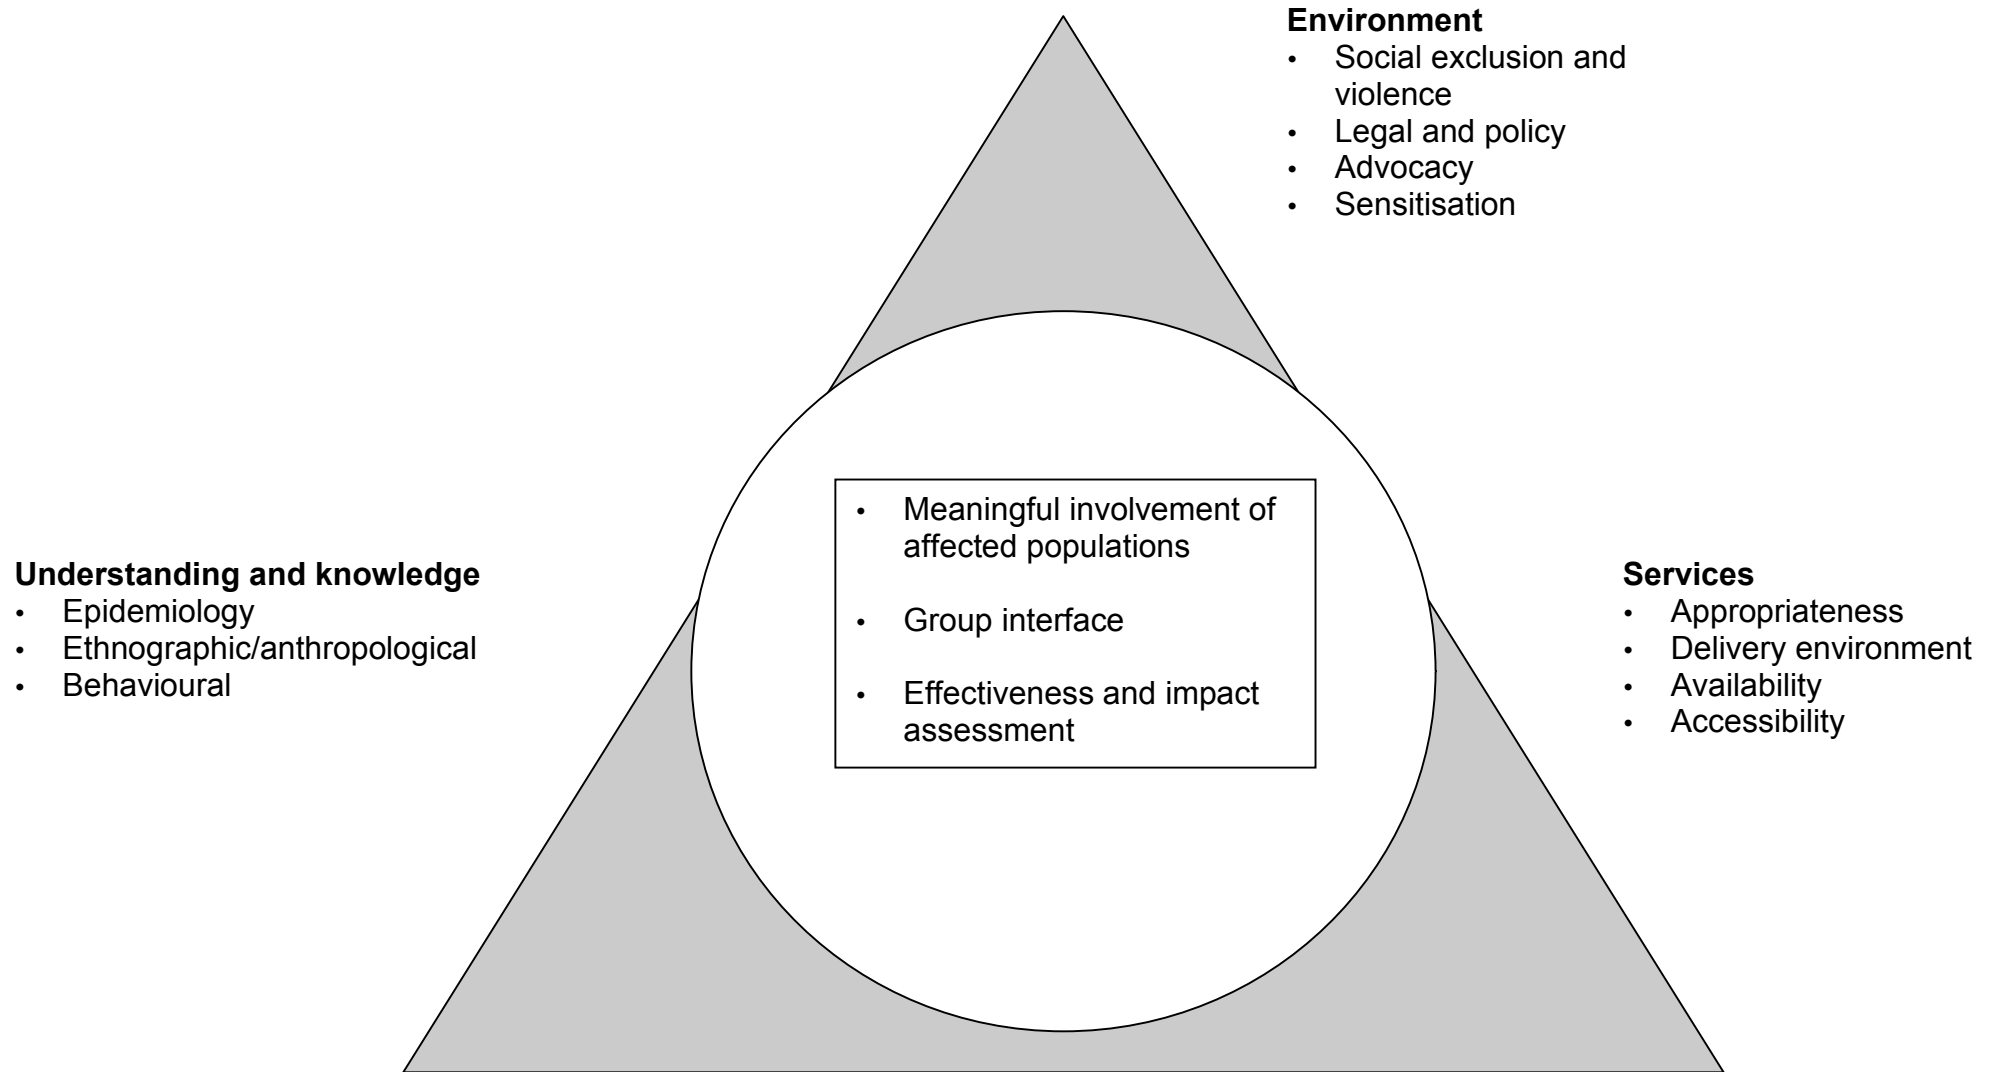 Environment
• Social exclusion and
violence
• Legal and policy
• Advocacy
• Sensitisation
• Meaningful involvement of
affected populations
• Group interface
• Effectiveness and impact
assessment
Understanding and knowledge
• Epidemiology
• Ethnographic/anthropological
• Behavioural
Services
• Appropriateness
• Delivery environment
• Availability
• Accessibility